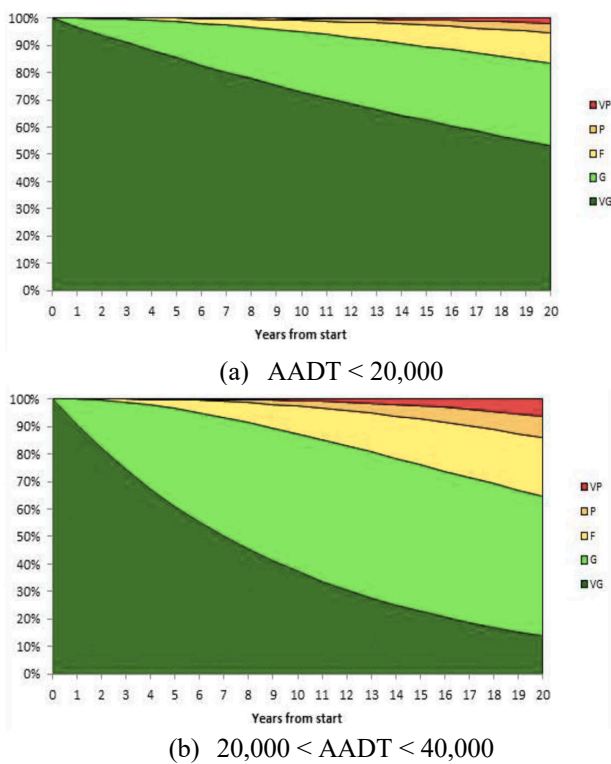 100%
90%
80%
70%
60%
50%
40%
30%
20%
10%
0%
0 1 2 3 4 5 6 7 8 9 10 11 12 13 14 15 16 17 18 19 20
Years from start
VP
P
F
G
VG
(a) AADT < 20,000
100%
90%
80%
70%
60%
50%
40%
30%
20%
10%
0%
0 1 2 3 4 5 6 7 8 9 10 11 12 13 14 15 16 17 18 19 20
Years from start
VP
P
F
G
VG
(b) 20,000 < AADT < 40,000